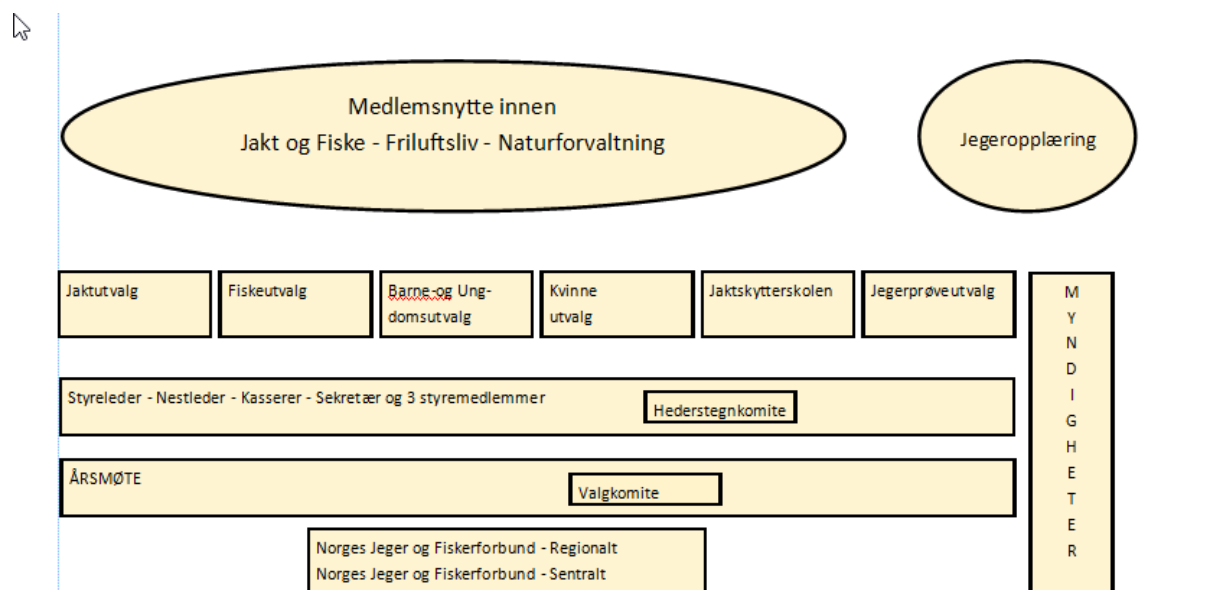 Medlemsnytte innen
Jakt og Fiske - Friluftsliv - Naturforvaltning
Jegeropplæring
Jaktutvalg
Fiskeutvalg
Barne-og Ung-
domsutvalg
Kvinne
utvalg
Jaktskytterskolen
Jegerprøveutvalg
M
Y
N
D
I
G
H
E
T
E
R
Styreleder - Nestleder - Kasserer - Sekretær og 3 styremedlemmer
Hederstegnkomite
ÅRSMØTE
Valgkomite
Norges Jeger og Fiskerforbund - Regionalt
Norges Jeger og Fiskerforbund - Sentralt